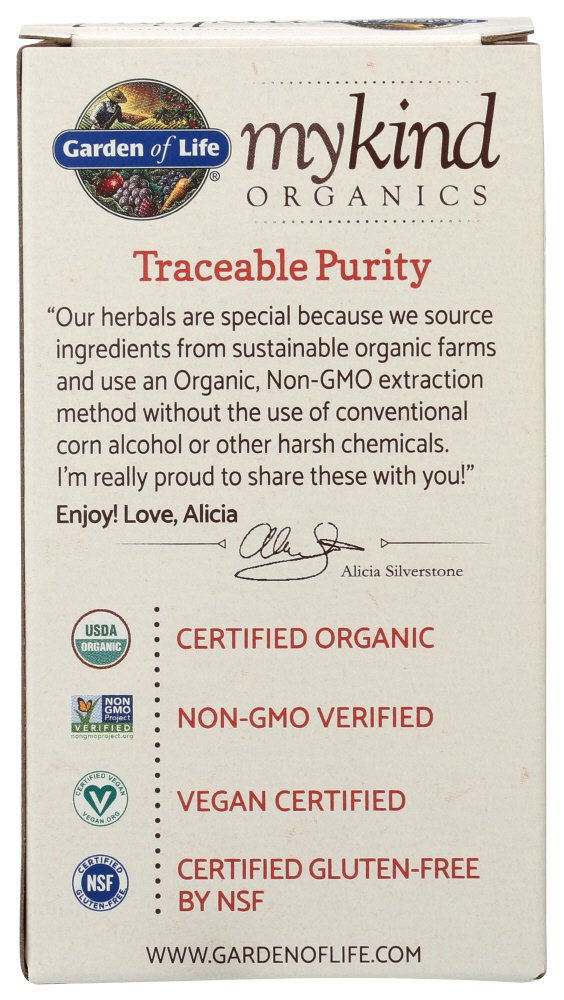 Garden of Life
®
mykind
ORGANICS
Traceable Purity
“Our herbals are special because we source
ingredients from sustainable organic farms
and use an Organic, Non-GMO extraction
method without the use of conventional
corn alcohol or other harsh chemicals.
I’m really proud to share these with you!”
Enjoy! Love, Alicia
Alicia Silverstone
USDA
ORGANIC
CERTIFIED ORGANIC
NON
GMO
Project
VERIFIED
nongmoproject.org
NON-GMO VERIFIED
CERTIFIED VEGAN
VEGAN.ORG
VEGAN CERTIFIED
CERTIFIED
NSF
GLUTEN-FREE
CERTIFIED GLUTEN-FREE
BY NSF
WWW.GARDENOFLIFE.COM